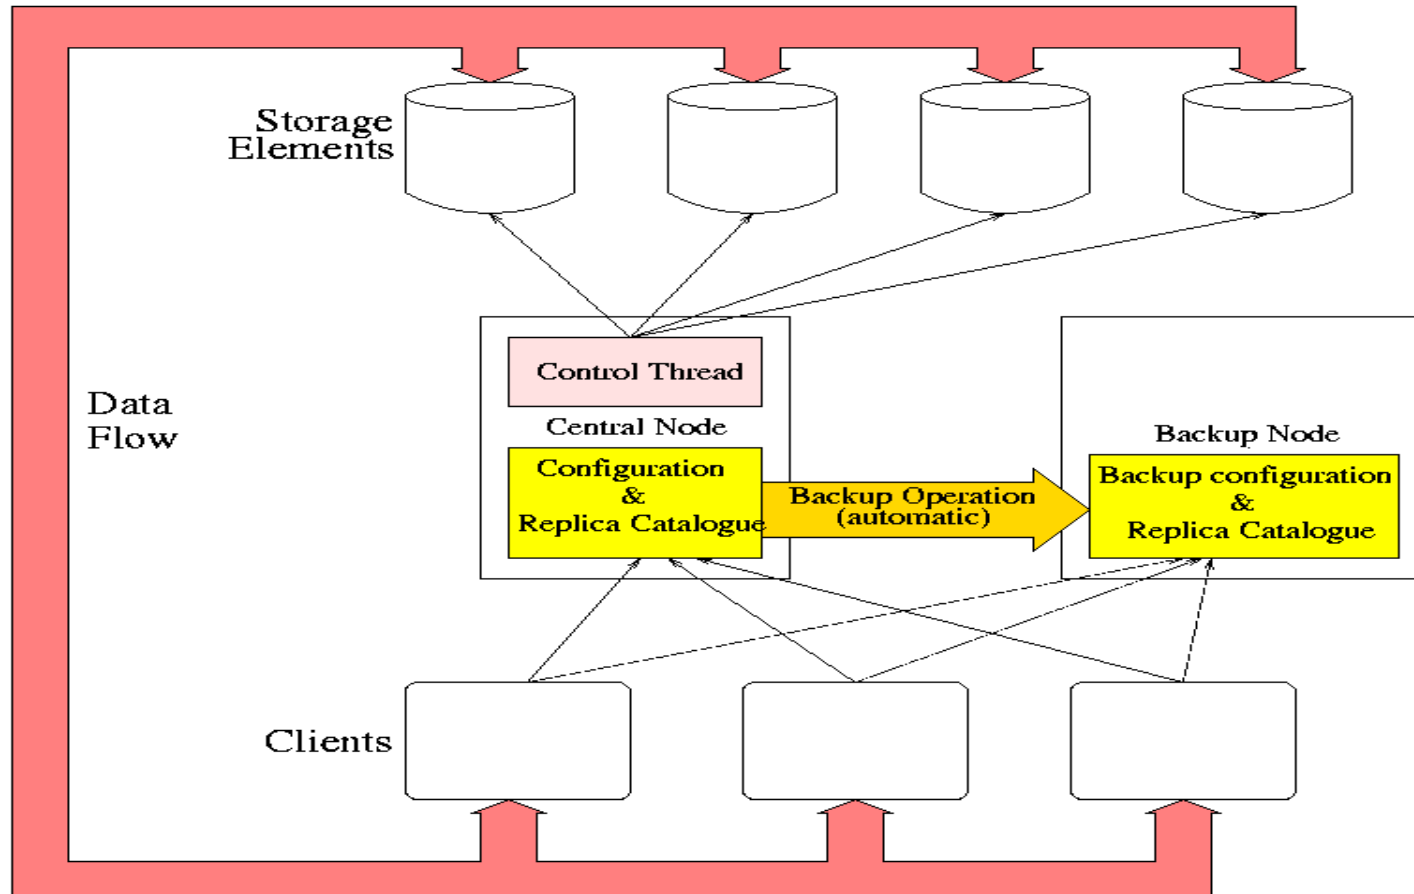 Storage
Elements
Control Thread
Data
Flow
Central Node
Backup Node
Configuration
&
Replica Catalogue
Backup Operation
(automatic)
Backup configuration
&
Replica Catalogue
Clients